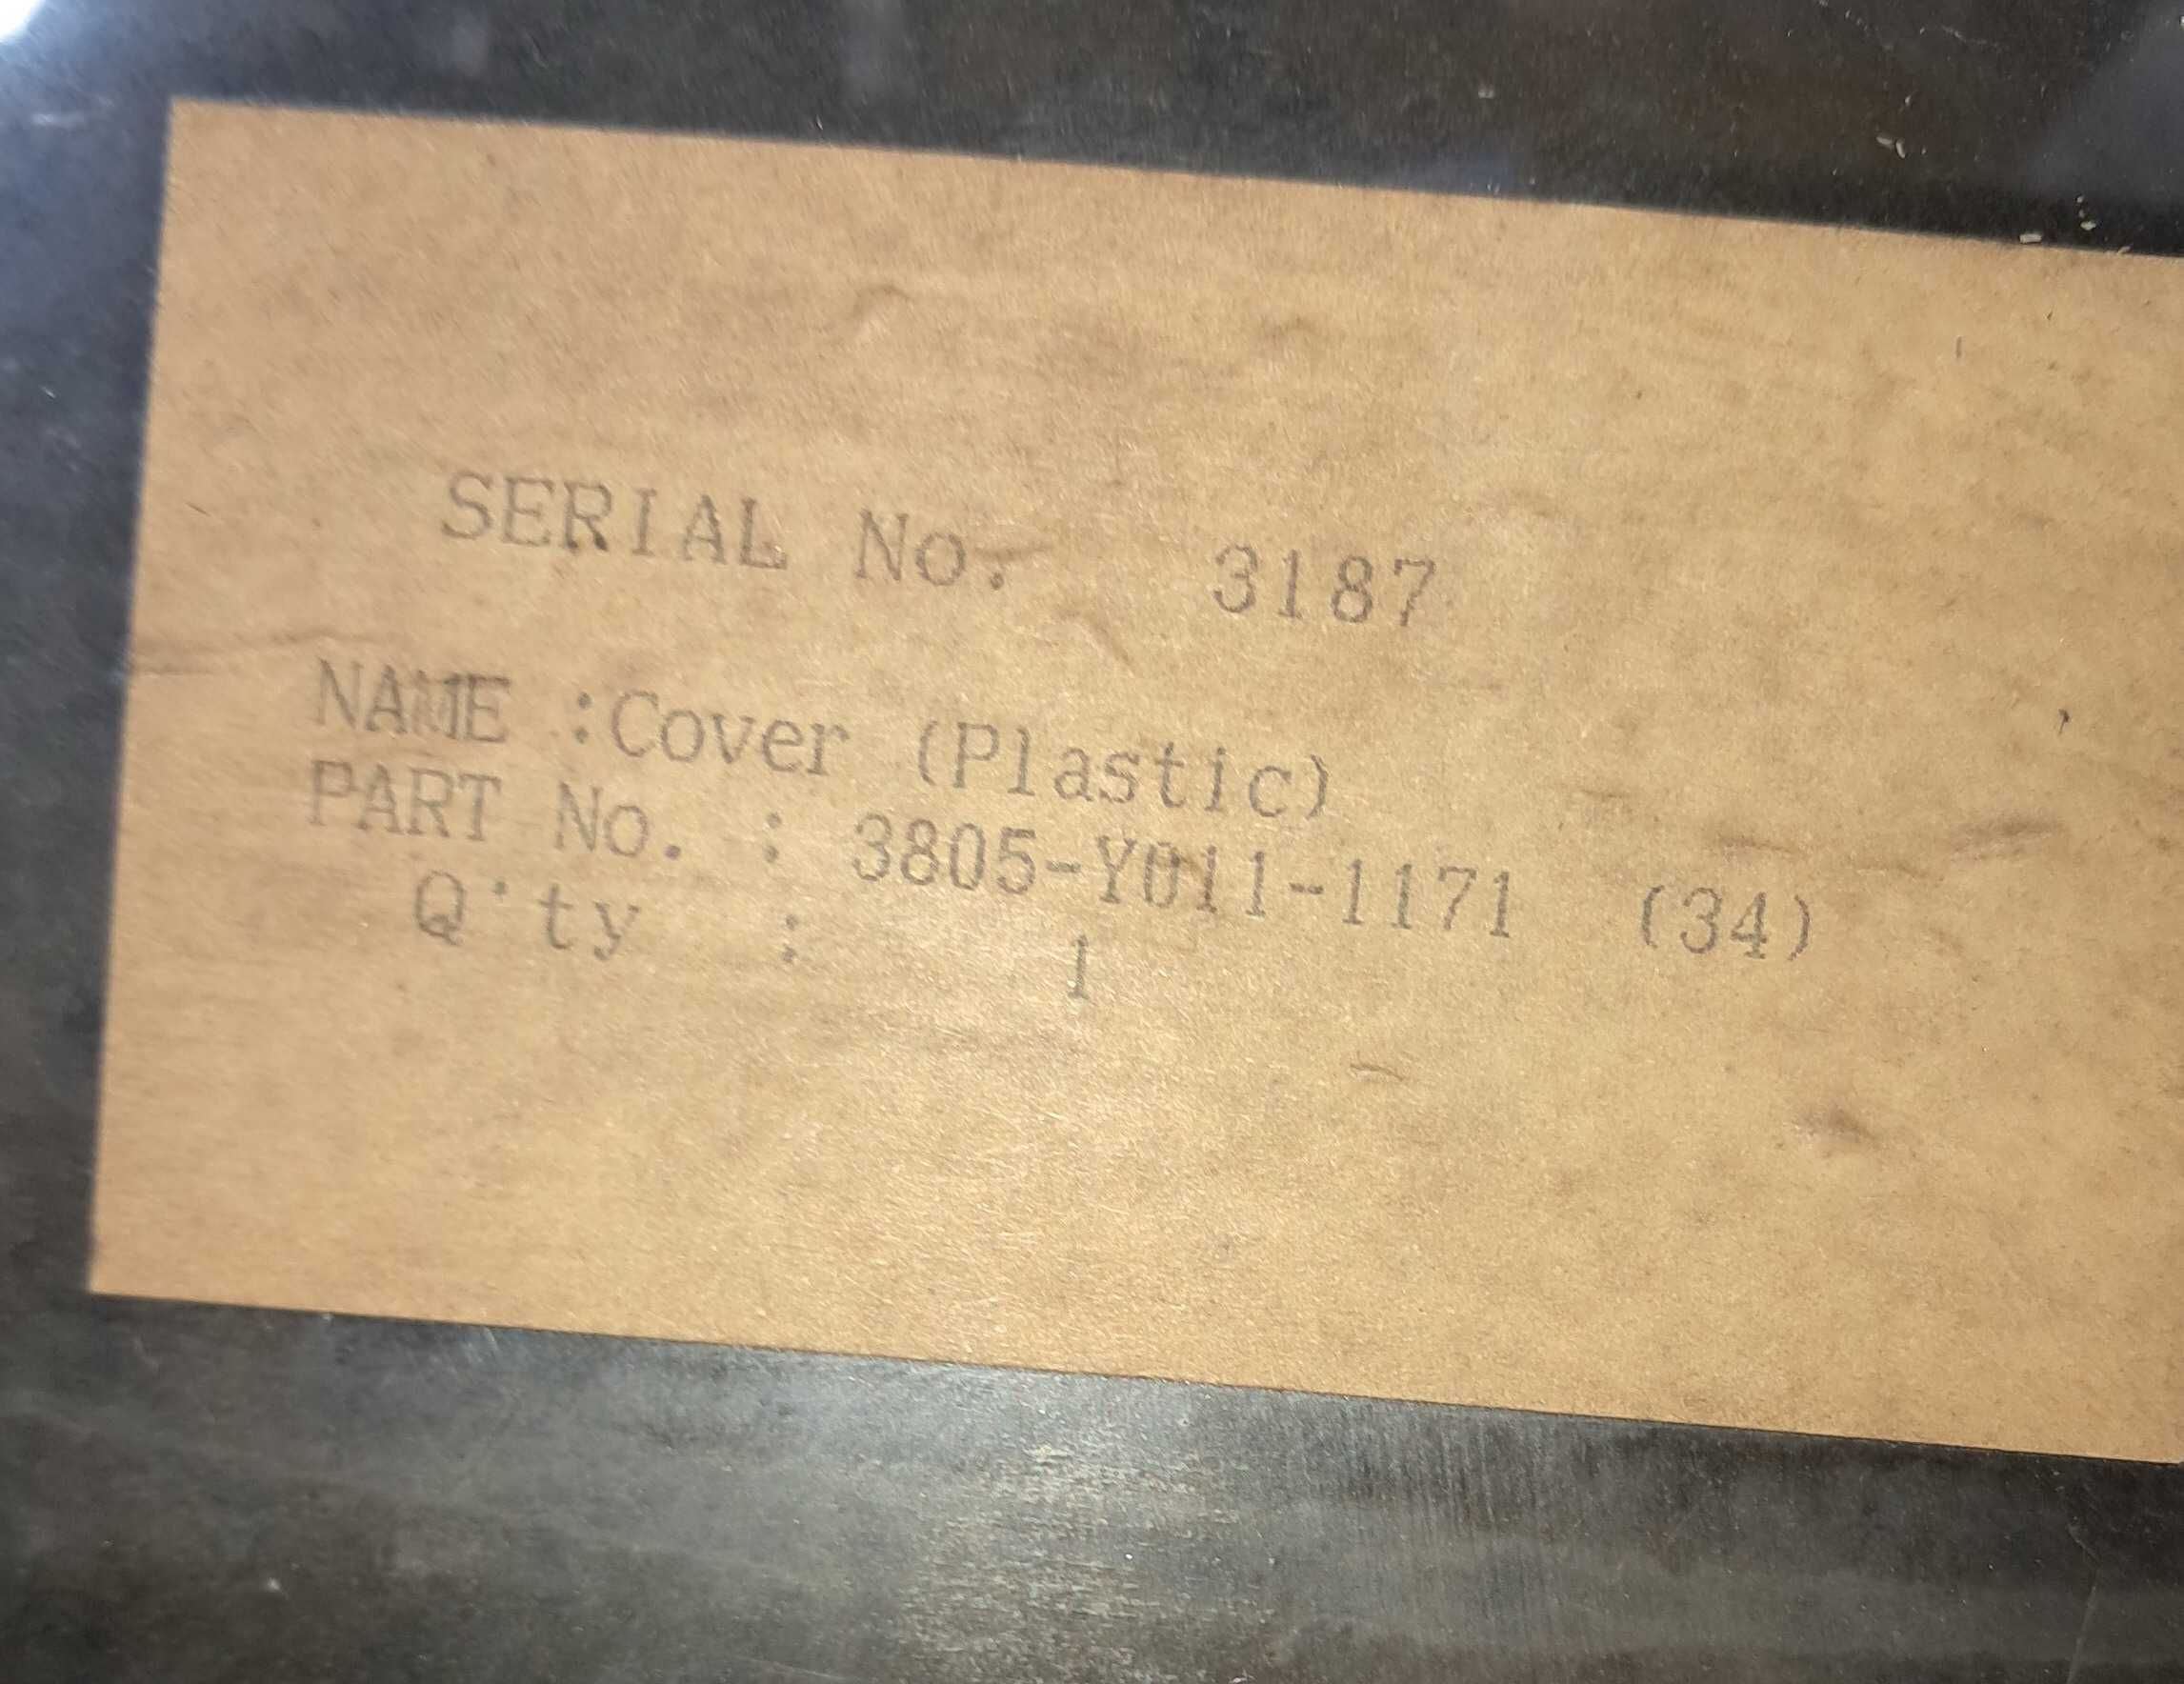 SERIAL No. 3187
NAME :Cover (Plastic)
PART No. : 3805-Y011-1171 (34)
Q'ty : 1